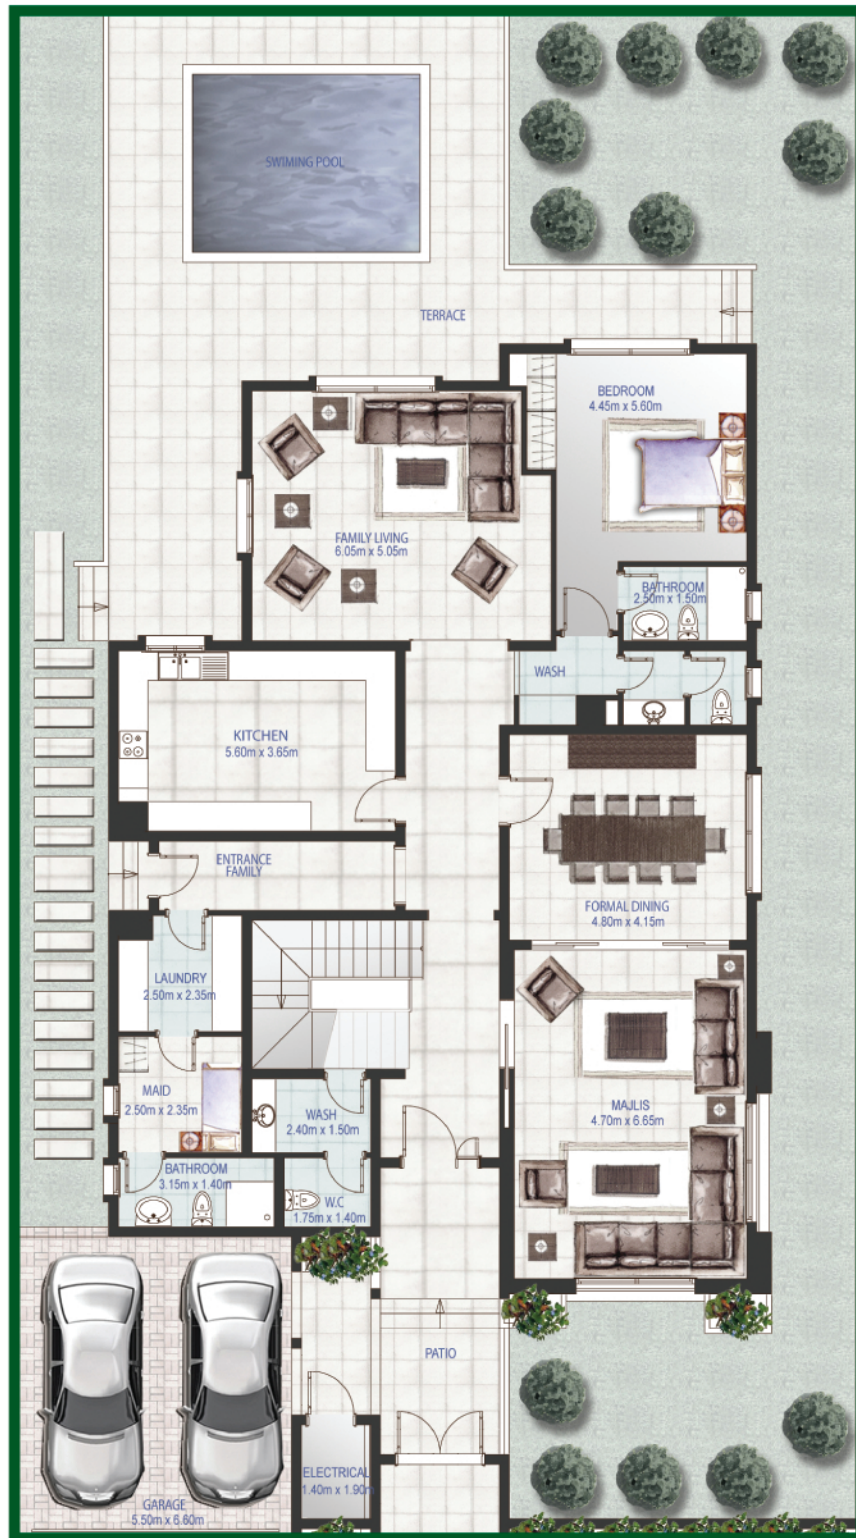 SWIMING POOL
TERRACE
BEDROOM
4.45m x 5.60m
FAMILY LIVING
6.05m x 5.05m
BATHROOM
2.50m x 1.50m
WASH
KITCHEN
5.60m x 3.65m
ENTRANCE
FAMILY
FORMAL DINING
4.80m x 4.15m
LAUNDRY
2.50m x 2.35m
MAID
2.50m x 2.35m
WASH
2.40m x 1.50m
MAJLIS
4.70m x 6.65m
BATHROOM
3.15m x 1.40m
W.C
1.75m x 1.40m
PATIO
ELECTRICAL
1.40m x 1.90m
GARAGE
5.50m x 6.60m